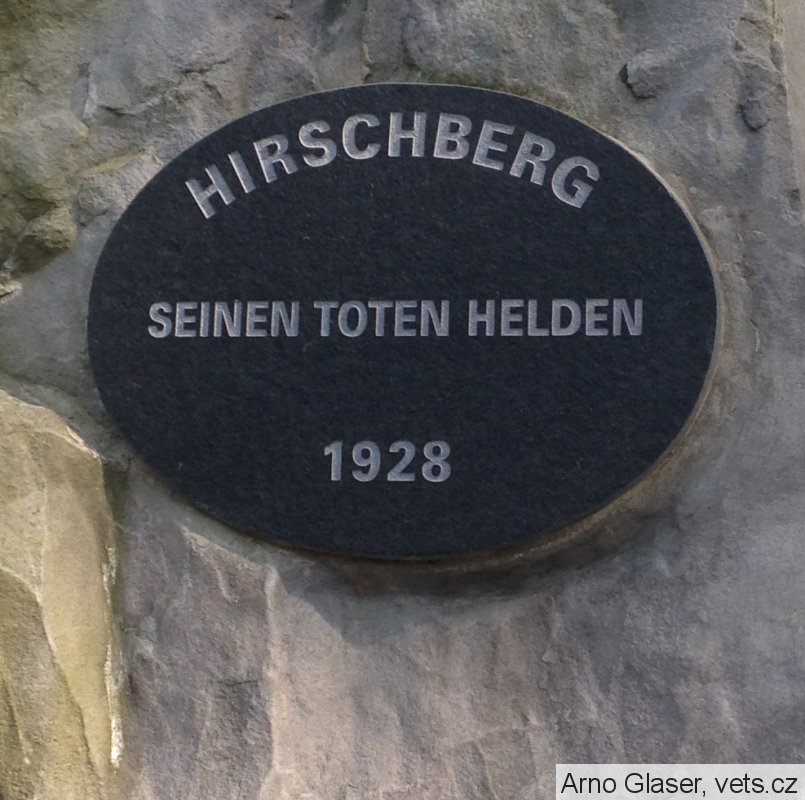 HIRSCHBERG
SEINEN TOTEN HELDEN
1928
Arno Glaser, vets.cz